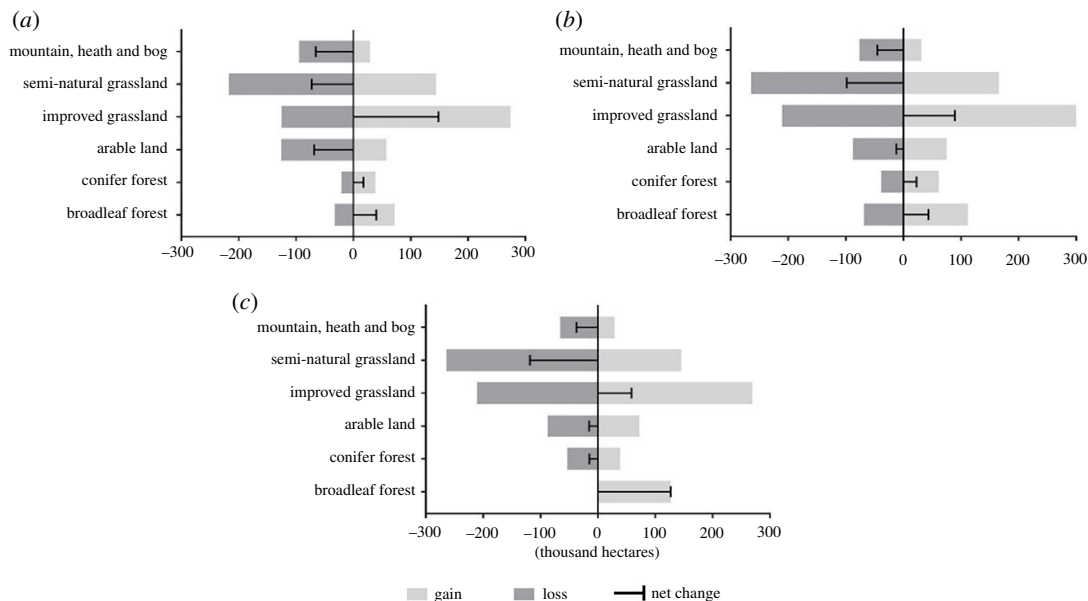 (a)
mountain, heath and bog
semi-natural grassland
improved grassland
arable land
conifer forest
broadleaf forest
–300 –200 –100 0 100 200 300
(b)
mountain, heath and bog
semi-natural grassland
improved grassland
arable land
conifer forest
broadleaf forest
–300 –200 –100 0 100 200 300
(c)
mountain, heath and bog
semi-natural grassland
improved grassland
arable land
conifer forest
broadleaf forest
–300 –200 –100 0 100 200 300
(thousand hectares)
gain loss net change